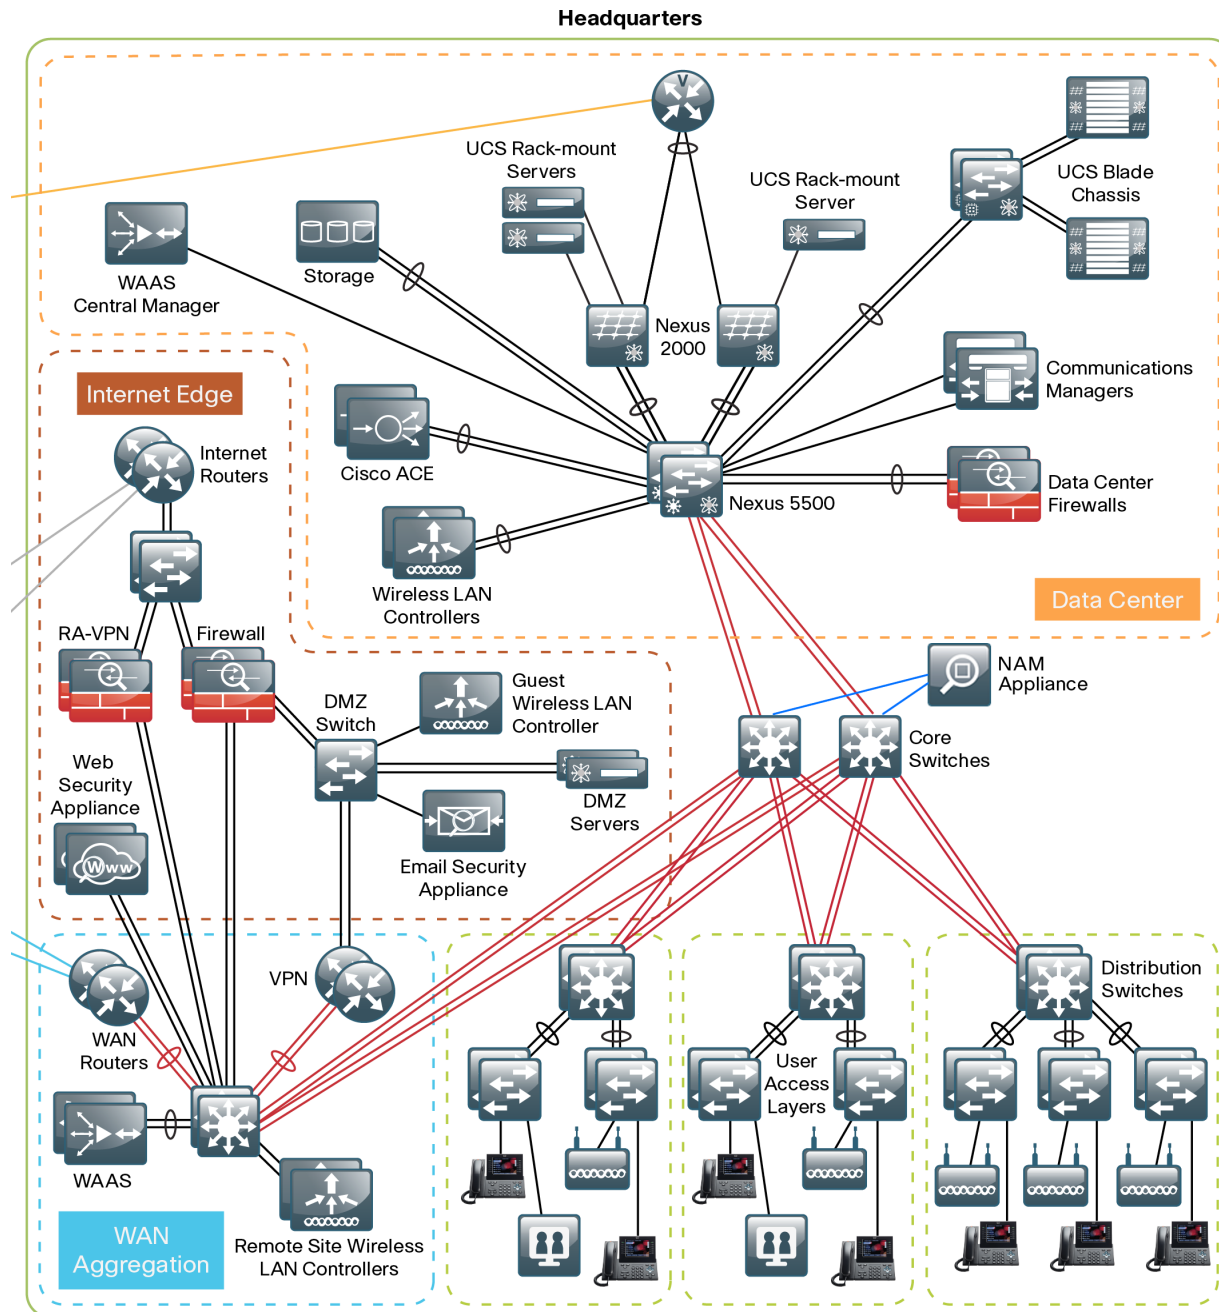 Headquarters
V
UCS Rack-mount
Servers
UCS Rack-mount
Server
UCS Blade
Chassis
WAAS
Central Manager
Storage
Nexus
2000
Communications
Managers
Internet Edge
Internet
Routers
Cisco ACE
Nexus 5500
Data Center
Firewalls
Wireless LAN
Controllers
Data Center
RA-VPN
Firewall
DMZ
Switch
Guest
Wireless LAN
Controller
NAM
Appliance
Core
Switches
Web
Security
Appliance
DMZ
Servers
Www
Email Security
Appliance
VPN
WAN
Routers
Distribution
Switches
User
Access
Layers
WAAS
WAN
Aggregation
Remote Site Wireless
LAN Controllers